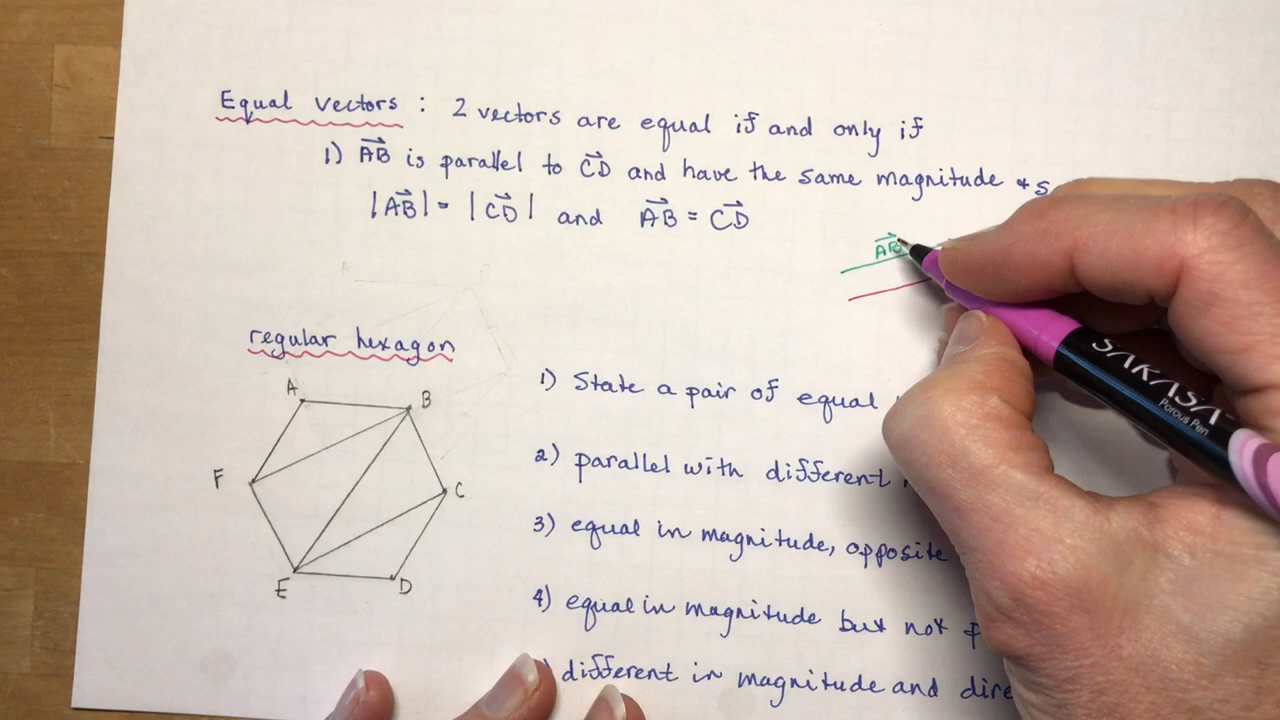 Equal vectors : 2 vectors are equal if and only if
1) AB is parallel to CD and have the same magnitude + s
|AB| = |CD| and AB = CD
AB
regular hexagon
A
B
F
C
E
D
1) State a pair of equal
2) parallel with different
3) equal in magnitude, opposite
4) equal in magnitude but not p
) different in magnitude and dire
SARASA
Porous Pen